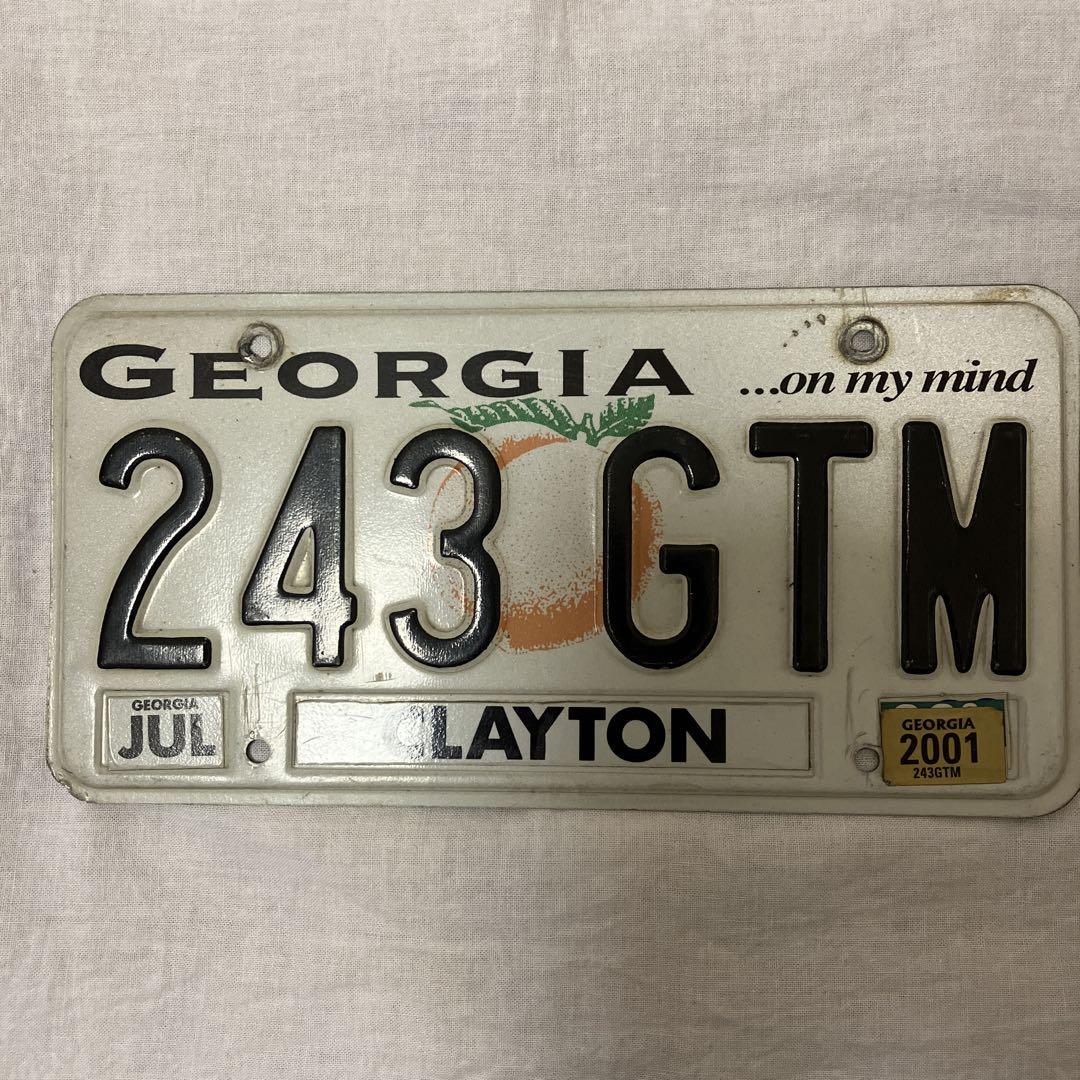 GEORGIA ...on my mind
243 GTM
GEORGIA
JUL
CLAYTON
GEORGIA
2001
243GTM